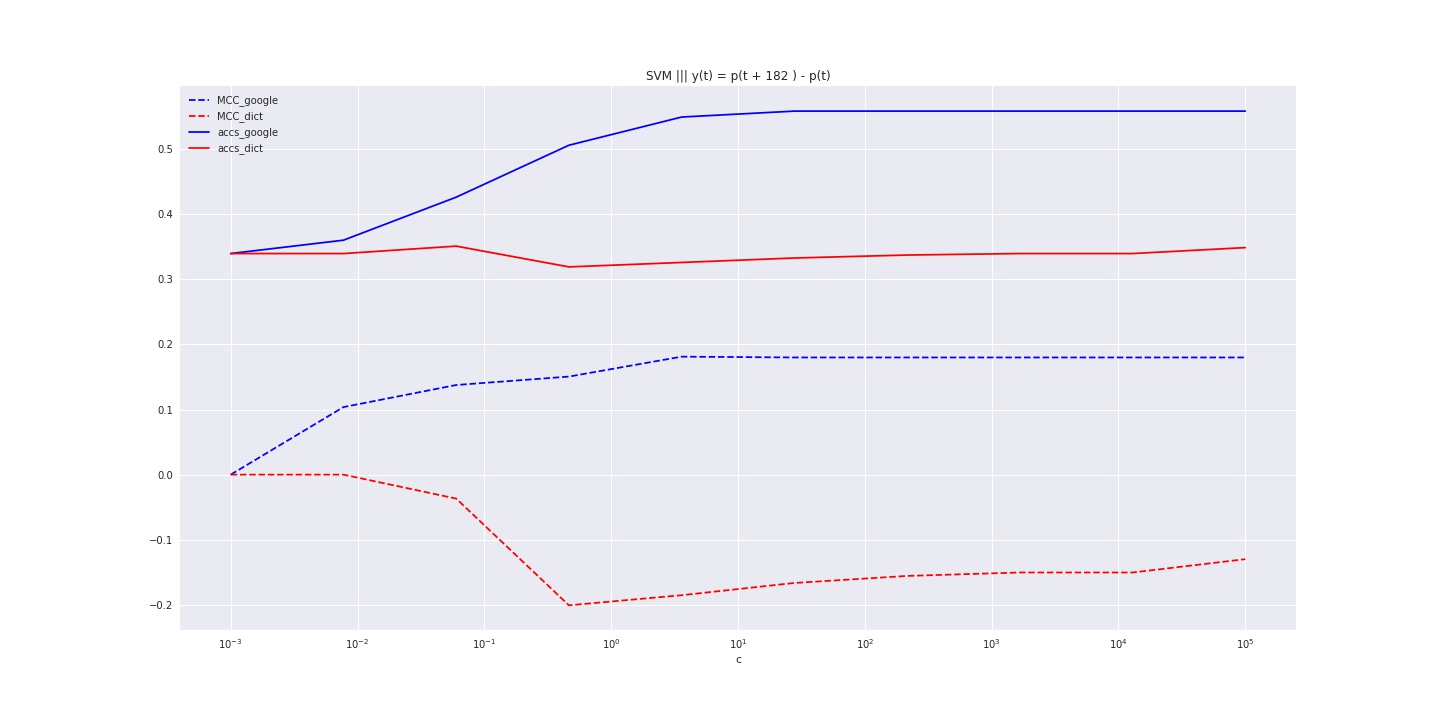 SVM ||| y(t) = p(t + 182 ) - p(t)
MCC_google
MCC_dict
accs_google
accs_dict
0.5
0.4
0.3
0.2
0.1
0.0
−0.1
−0.2
10⁻³ 10⁻² 10⁻¹ 10⁰ 10¹ 10² 10³ 10⁴ 10⁵
c